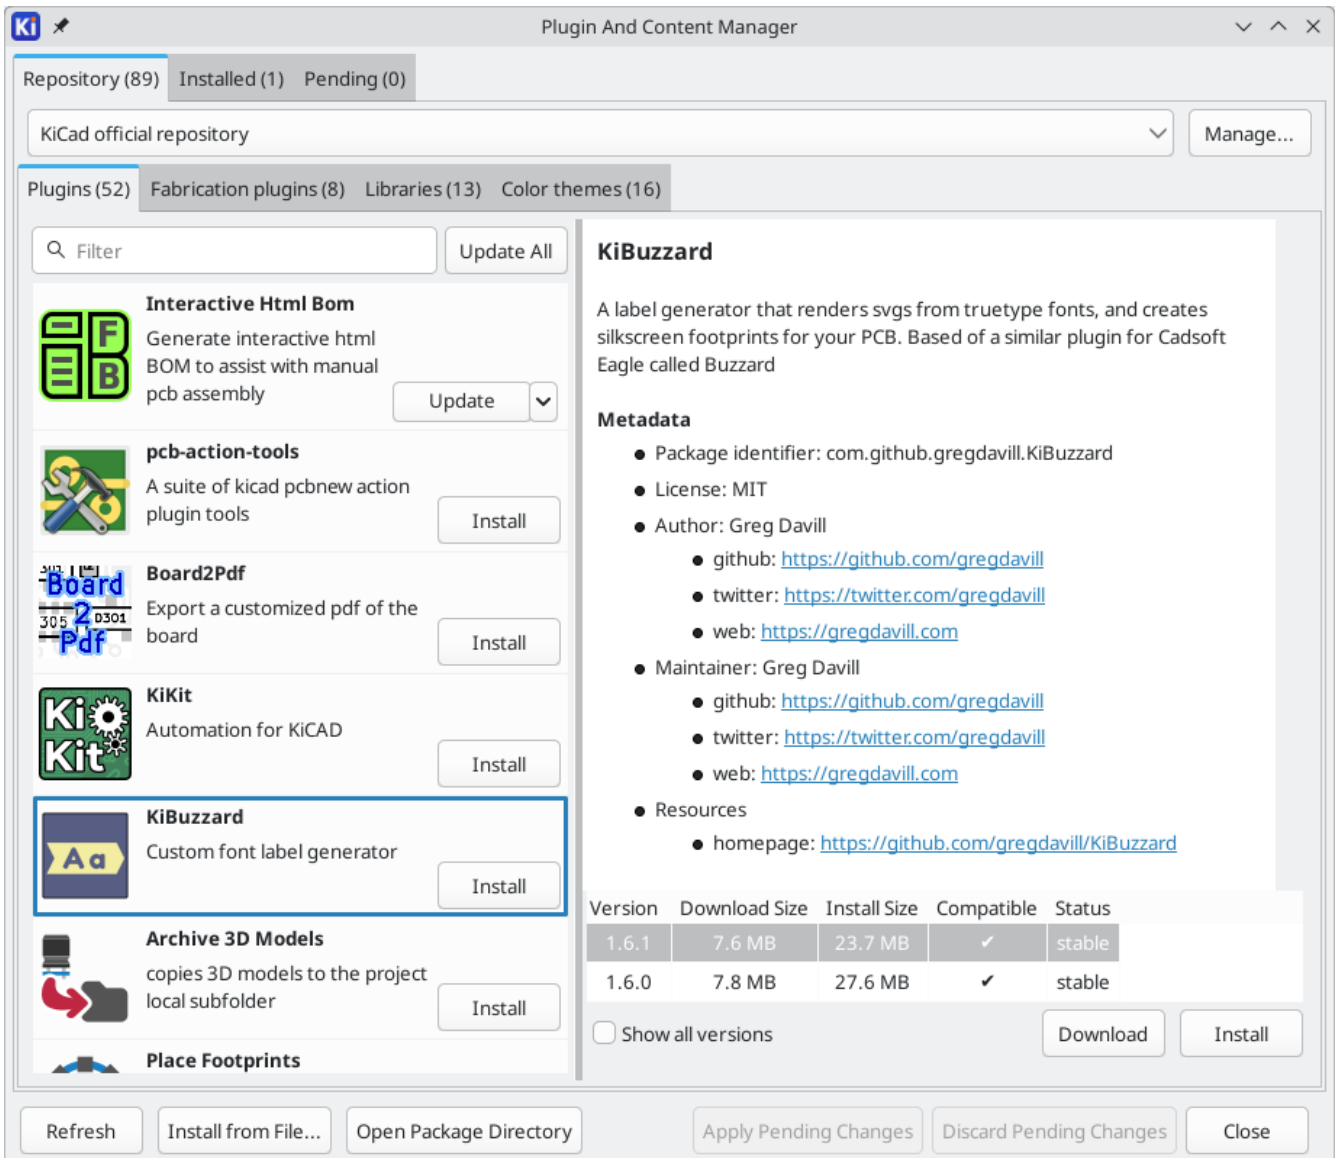 Ki
Plugin And Content Manager
Repository (89) Installed (1) Pending (0)
KiCad official repository
Manage...
Plugins (52) Fabrication plugins (8) Libraries (13) Color themes (16)
Filter
Update All
Interactive Html Bom
Generate interactive html
BOM to assist with manual
pcb assembly
Update
F
B
pcb-action-tools
A suite of kicad pcbnew action
plugin tools
Install
Board
2
Pdf
305
D301
Board2Pdf
Export a customized pdf of the
board
Install
Ki
Kit
KiKit
Automation for KiCAD
Install
Aa
KiBuzzard
Custom font label generator
Install
Archive 3D Models
copies 3D models to the project
local subfolder
Install
Place Footprints
KiBuzzard
A label generator that renders svgs from truetype fonts, and creates
silkscreen footprints for your PCB. Based of a similar plugin for Cadsoft
Eagle called Buzzard
Metadata
Package identifier: com.github.gregdavill.KiBuzzard
License: MIT
Author: Greg Davill
github: https://github.com/gregdavill
twitter: https://twitter.com/gregdavill
web: https://gregdavill.com
Maintainer: Greg Davill
github: https://github.com/gregdavill
twitter: https://twitter.com/gregdavill
web: https://gregdavill.com
Resources
homepage: https://github.com/gregdavill/KiBuzzard
Version Download Size Install Size Compatible Status
1.6.1 7.6 MB 23.7 MB ✔ stable
1.6.0 7.8 MB 27.6 MB ✔ stable
Show all versions
Download
Install
Refresh
Install from File...
Open Package Directory
Apply Pending Changes
Discard Pending Changes
Close